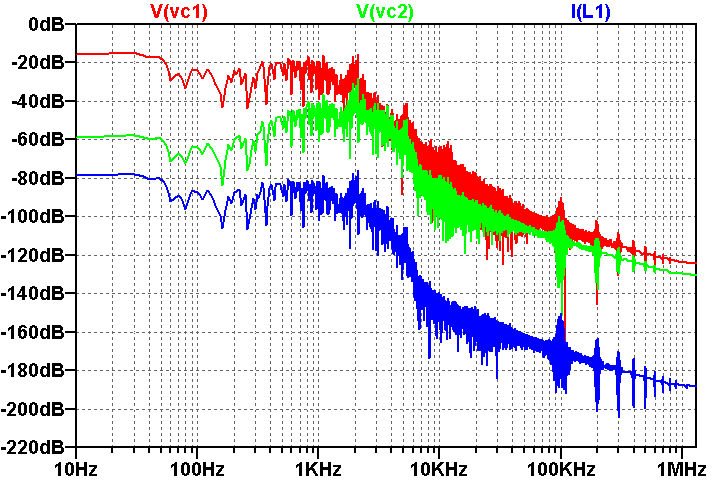 V(vc1) V(vc2) I(L1)
0dB
-20dB
-40dB
-60dB
-80dB
-100dB
-120dB
-140dB
-160dB
-180dB
-200dB
-220dB
10Hz 100Hz 1KHz 10KHz 100KHz 1MHz